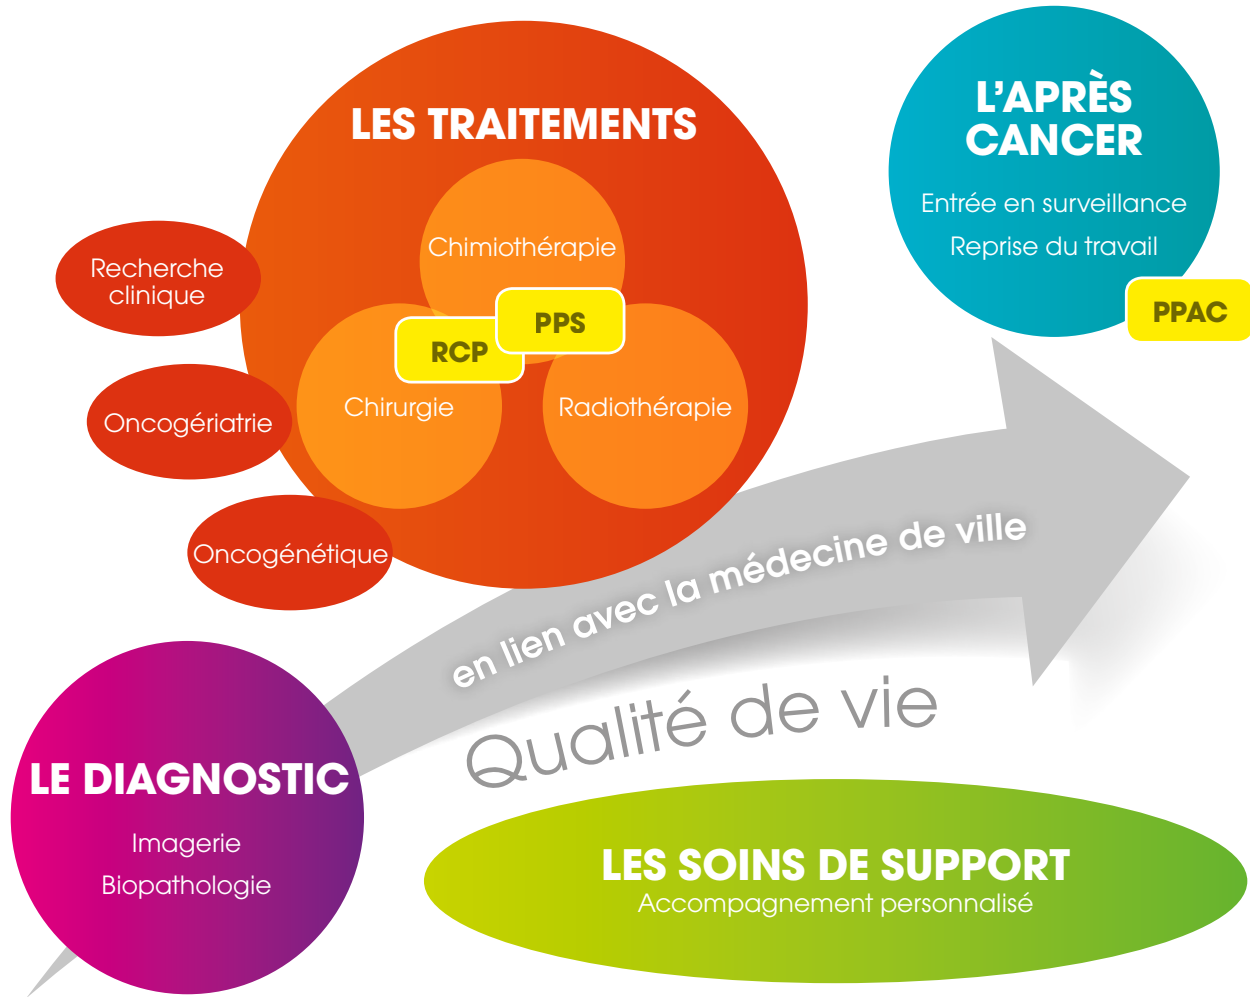 LES TRAITEMENTS
Chimiothérapie
PPS
RCP
Chirurgie
Radiothérapie
Recherche
clinique
Oncogériatrie
Oncogénétique
L'APRÈS
CANCER
Entrée en surveillance
Reprise du travail
PPAC
en lien avec la médecine de ville
Qualité de vie
LE DIAGNOSTIC
Imagerie
Biopathologie
LES SOINS DE SUPPORT
Accompagnement personnalisé